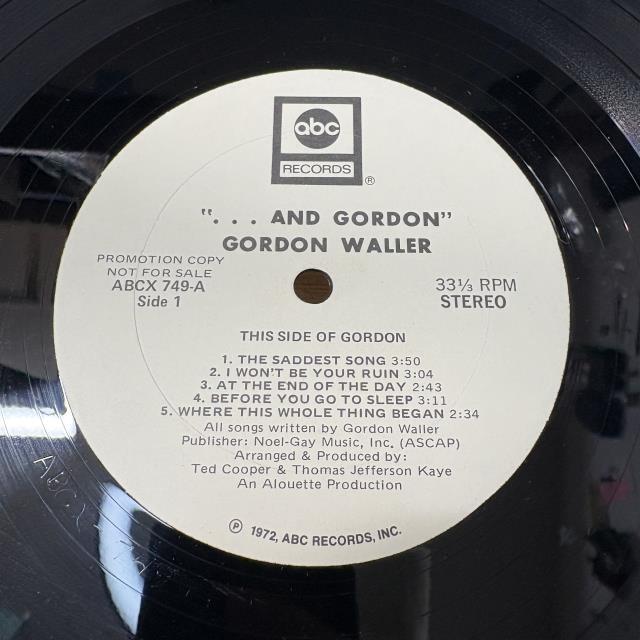 abc
RECORDS ®
". . . AND GORDON"
GORDON WALLER
PROMOTION COPY
NOT FOR SALE
ABCX 749-A
Side 1
33⅓ RPM
STEREO
THIS SIDE OF GORDON
1. THE SADDEST SONG 3:50
2. I WON'T BE YOUR RUIN 3:04
3. AT THE END OF THE DAY 2:43
4. BEFORE YOU GO TO SLEEP 3:11
5. WHERE THIS WHOLE THING BEGAN 2:34
All songs written by Gordon Waller
Publisher: Noel-Gay Music, Inc. (ASCAP)
Arranged & Produced by:
Ted Cooper & Thomas Jefferson Kaye
An Alouette Production
℗ 1972, ABC RECORDS, INC.
ABCX